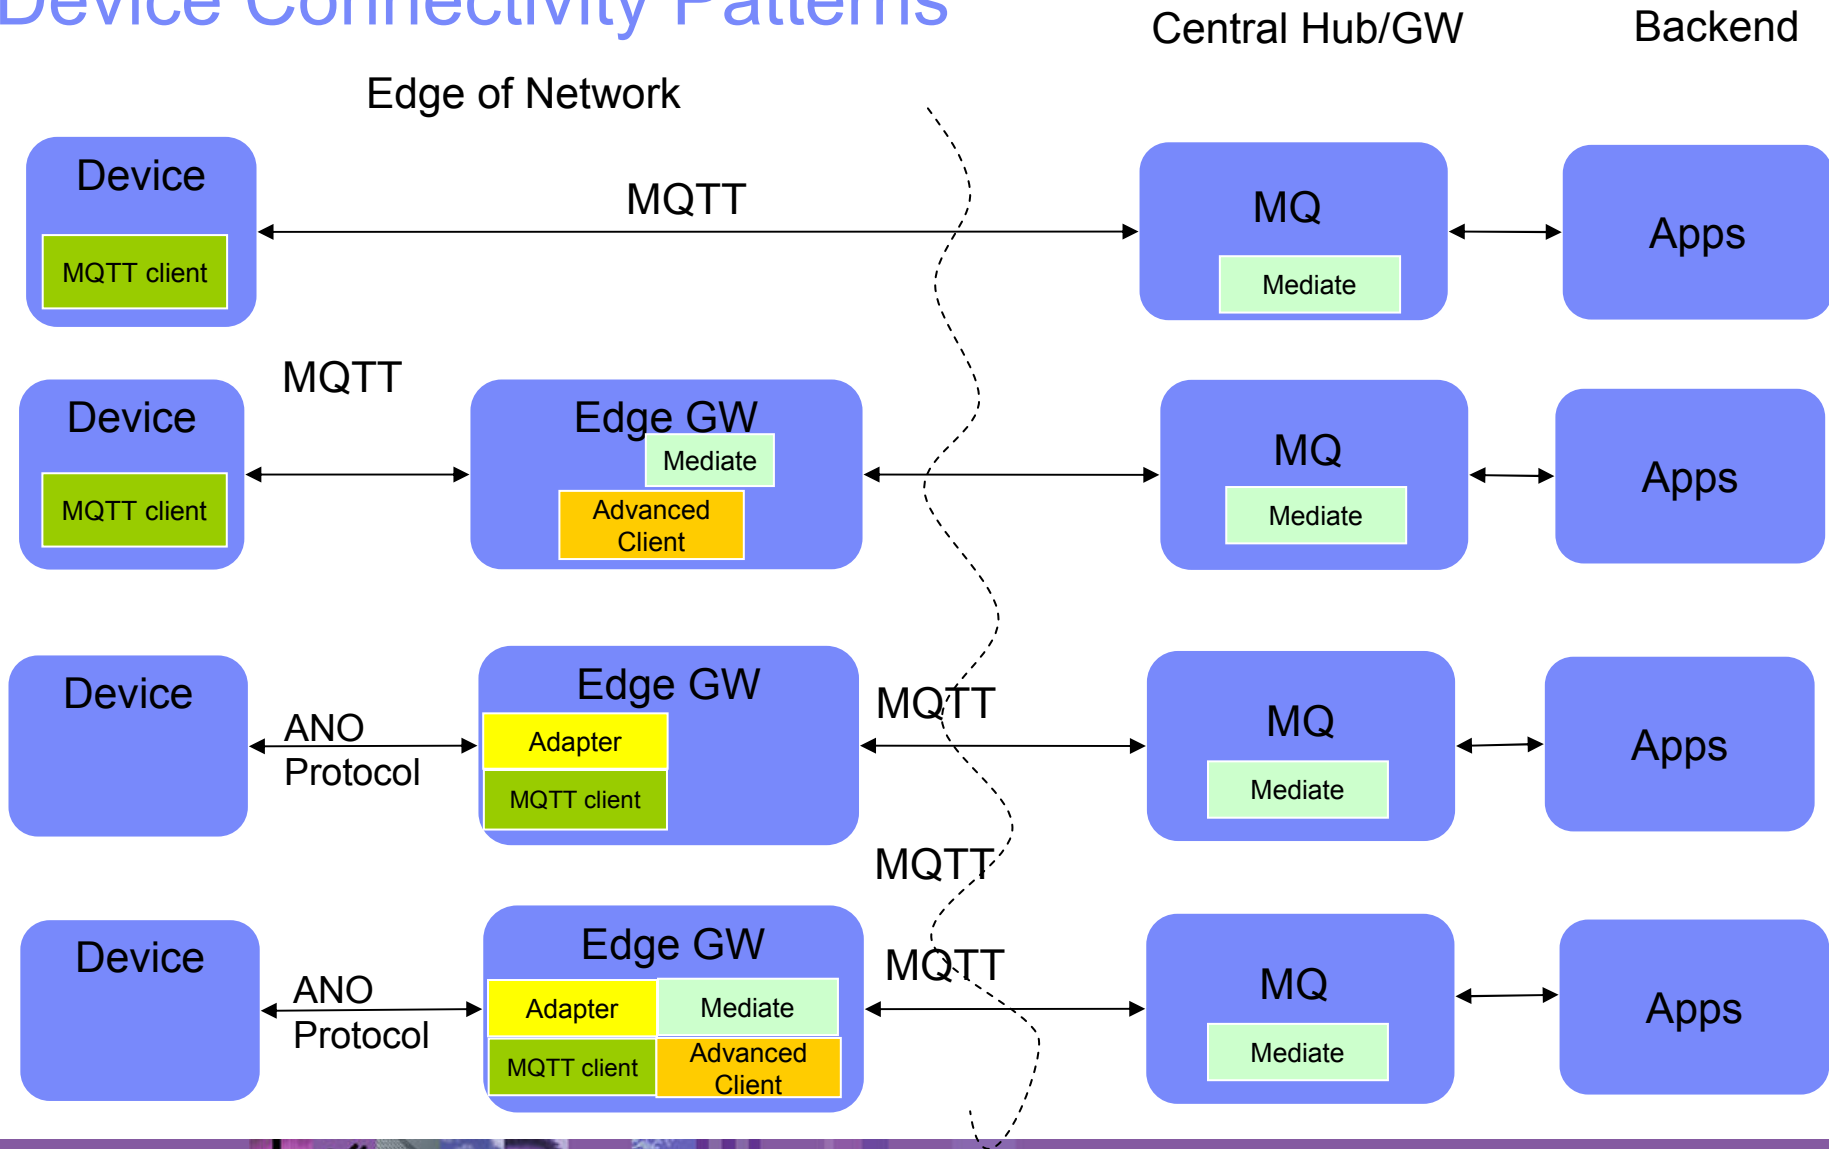 Device Connectivity Patterns
Central Hub/GW
Backend
Edge of Network
Device
MQTT client
MQTT
MQ
Mediate
Apps
Device
MQTT client
MQTT
Edge GW
Mediate
Advanced
Client
MQ
Mediate
Apps
Device
ANO
Protocol
Edge GW
Adapter
MQTT client
MQTT
MQ
Mediate
Apps
MQTT
Device
ANO
Protocol
Edge GW
Adapter
Mediate
MQTT client
Advanced
Client
MQTT
MQ
Mediate
Apps